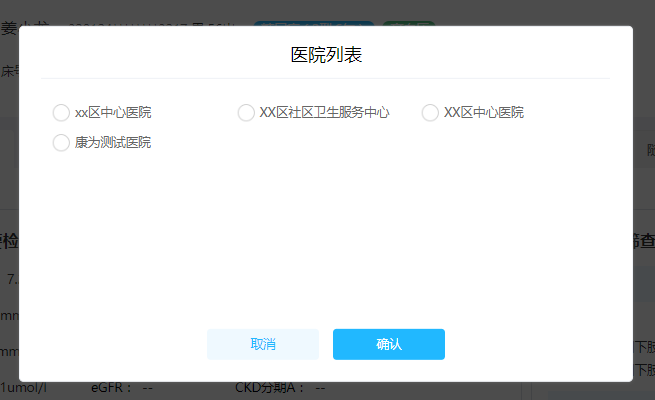 医院列表
xx区中心医院 XX区社区卫生服务中心 XX区中心医院
康为测试医院
取消 确认
1umol/l eGFR： -- CKD分期A： --